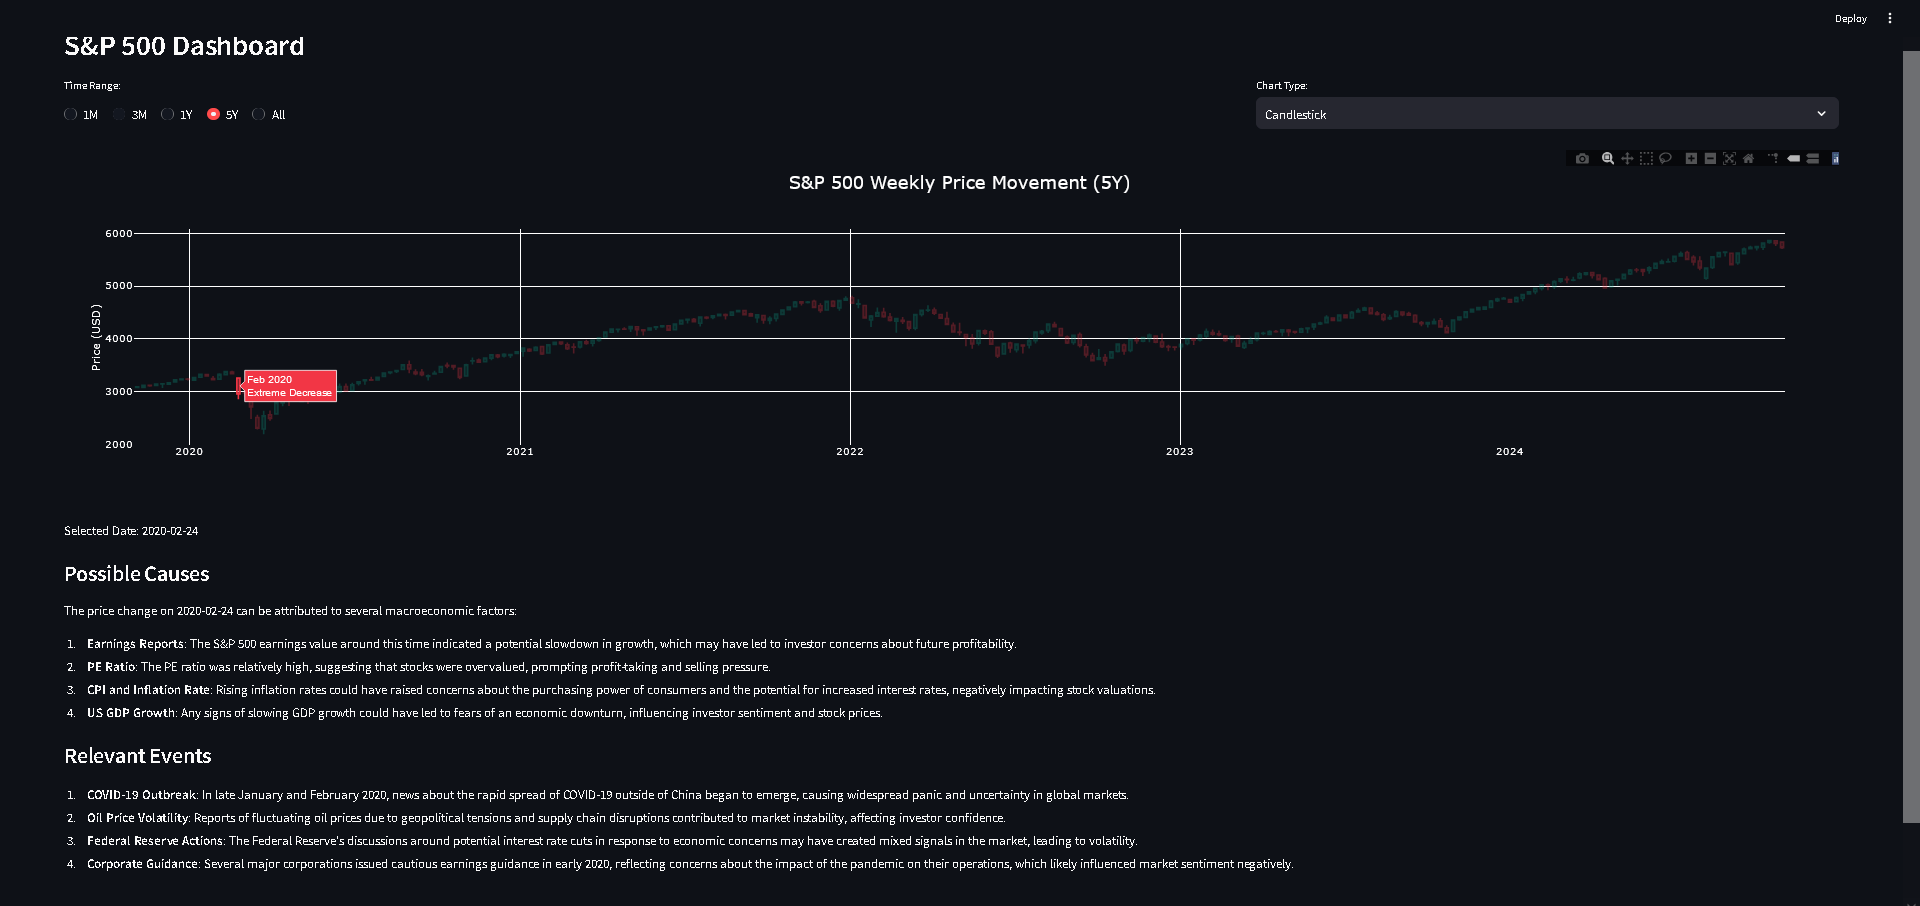 Deploy
S&P 500 Dashboard
Time Range:
1M 3M 1Y 5Y All
Chart Type:
Candlestick
S&P 500 Weekly Price Movement (5Y)
Price (USD)
6000
5000
4000
3000
2000
Feb 2020
Extreme Decrease
2020 2021 2022 2023 2024
Selected Date: 2020-02-24
Possible Causes
The price change on 2020-02-24 can be attributed to several macroeconomic factors:
1. Earnings Reports: The S&P 500 earnings value around this time indicated a potential slowdown in growth, which may have led to investor concerns about future profitability.
2. PE Ratio: The PE ratio was relatively high, suggesting that stocks were overvalued, prompting profit-taking and selling pressure.
3. CPI and Inflation Rate: Rising inflation rates could have raised concerns about the purchasing power of consumers and the potential for increased interest rates, negatively impacting stock valuations.
4. US GDP Growth: Any signs of slowing GDP growth could have led to fears of an economic downturn, influencing investor sentiment and stock prices.
Relevant Events
1. COVID-19 Outbreak: In late January and February 2020, news about the rapid spread of COVID-19 outside of China began to emerge, causing widespread panic and uncertainty in global markets.
2. Oil Price Volatility: Reports of fluctuating oil prices due to geopolitical tensions and supply chain disruptions contributed to market instability, affecting investor confidence.
3. Federal Reserve Actions: The Federal Reserve's discussions around potential interest rate cuts in response to economic concerns may have created mixed signals in the market, leading to volatility.
4. Corporate Guidance: Several major corporations issued cautious earnings guidance in early 2020, reflecting concerns about the impact of the pandemic on their operations, which likely influenced market sentiment negatively.